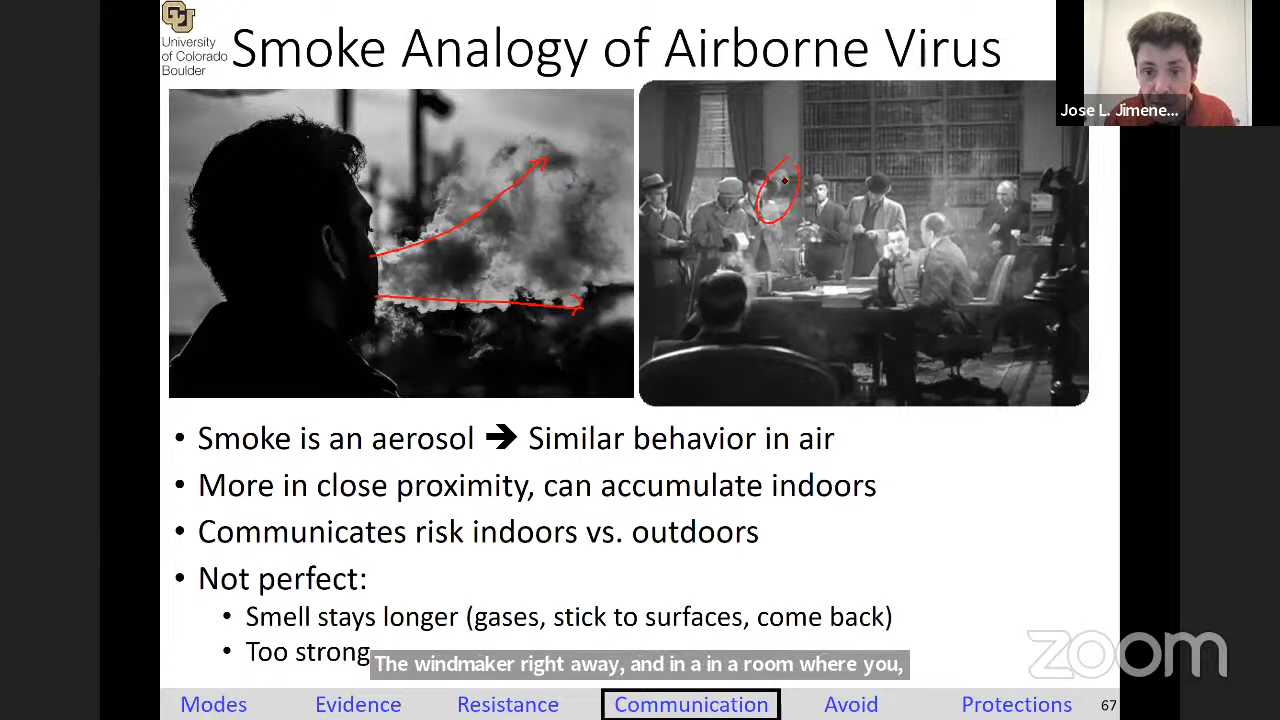 University
of Colorado
Boulder
Smoke Analogy of Airborne Virus
Jose L. Jimene...
• Smoke is an aerosol ➔ Similar behavior in air
• More in close proximity, can accumulate indoors
• Communicates risk indoors vs. outdoors
• Not perfect:
• Smell stays longer (gases, stick to surfaces, come back)
• Too strong
The windmaker right away, and in a in a room where you,
zoom
Modes Evidence Resistance Communication Avoid Protections 67